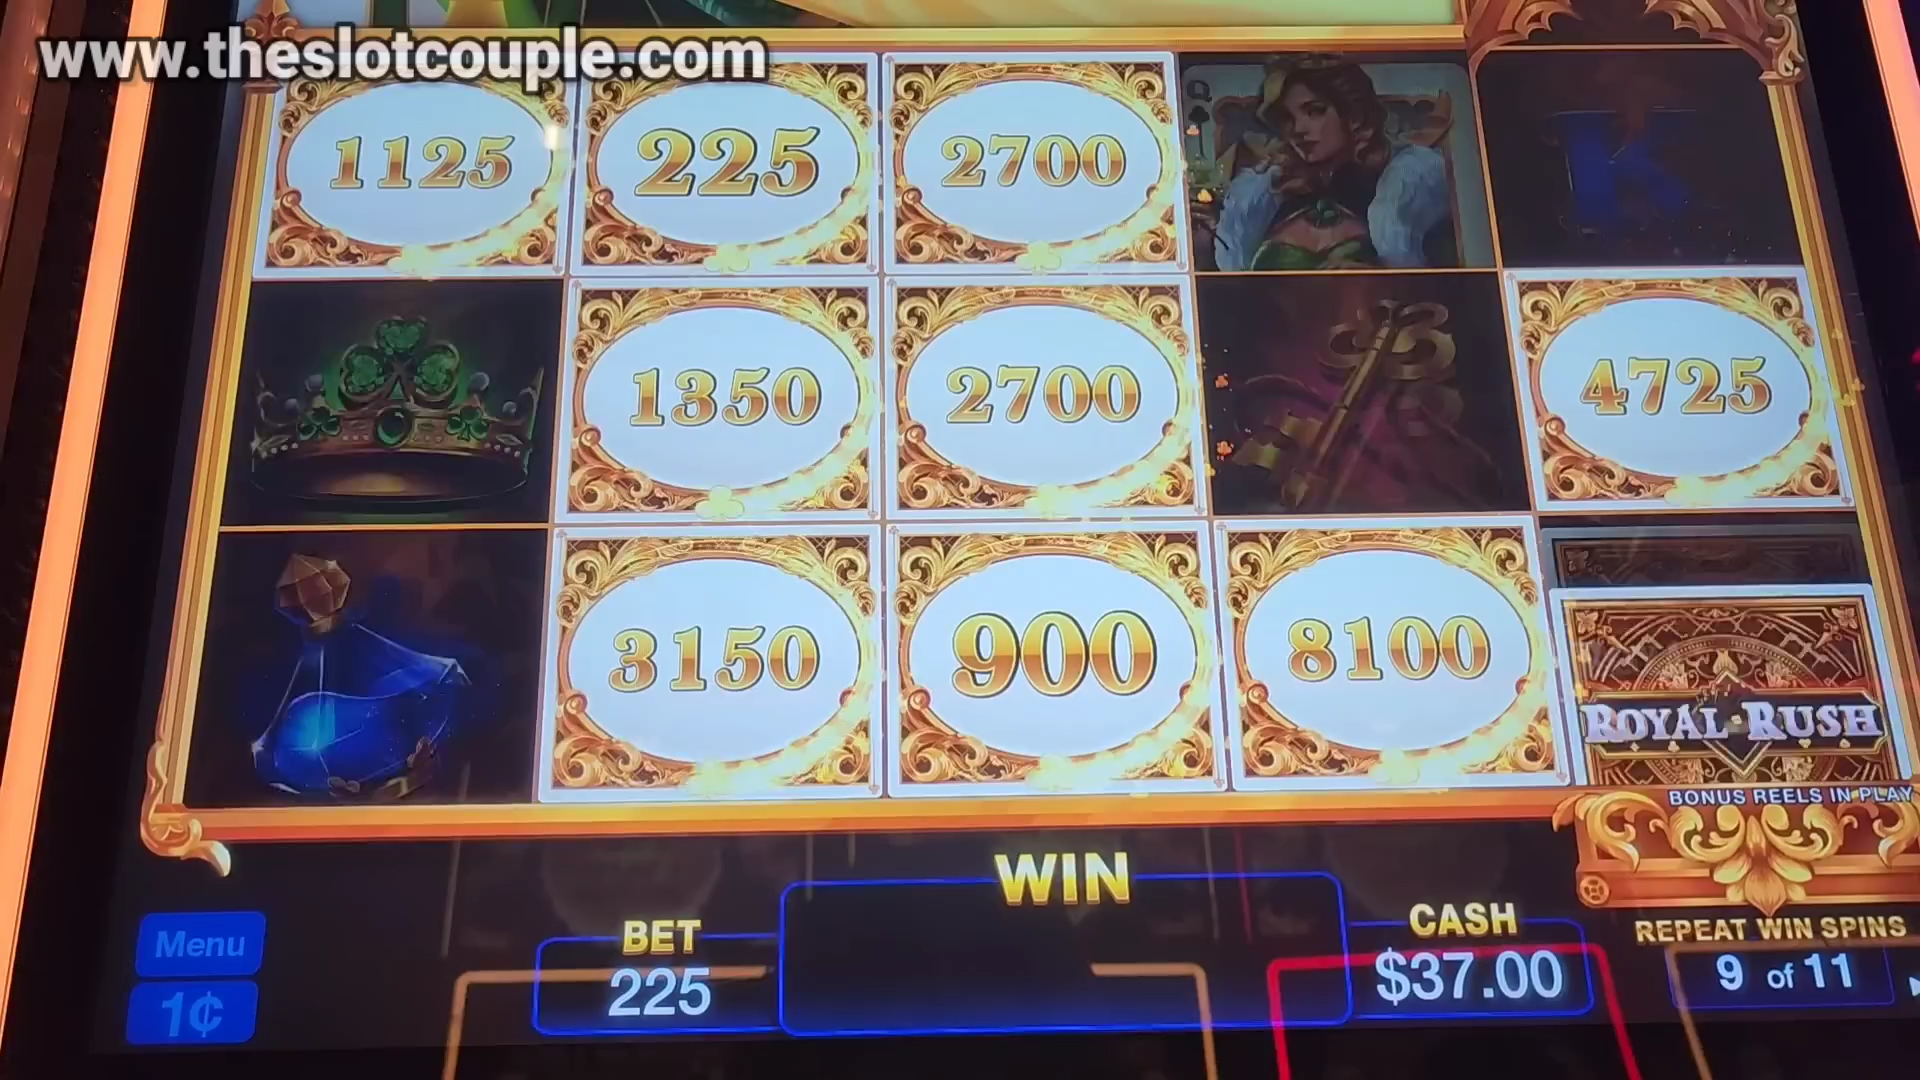 www.theslotcouple.com
1125 225 2700
Q
K
1350 2700 4725
3150 900 8100
ROYAL RUSH
BONUS REELS IN PLAY
WIN
Menu
BET
CASH
REPEAT WIN SPINS
225
$37.00
9 of 11
1¢